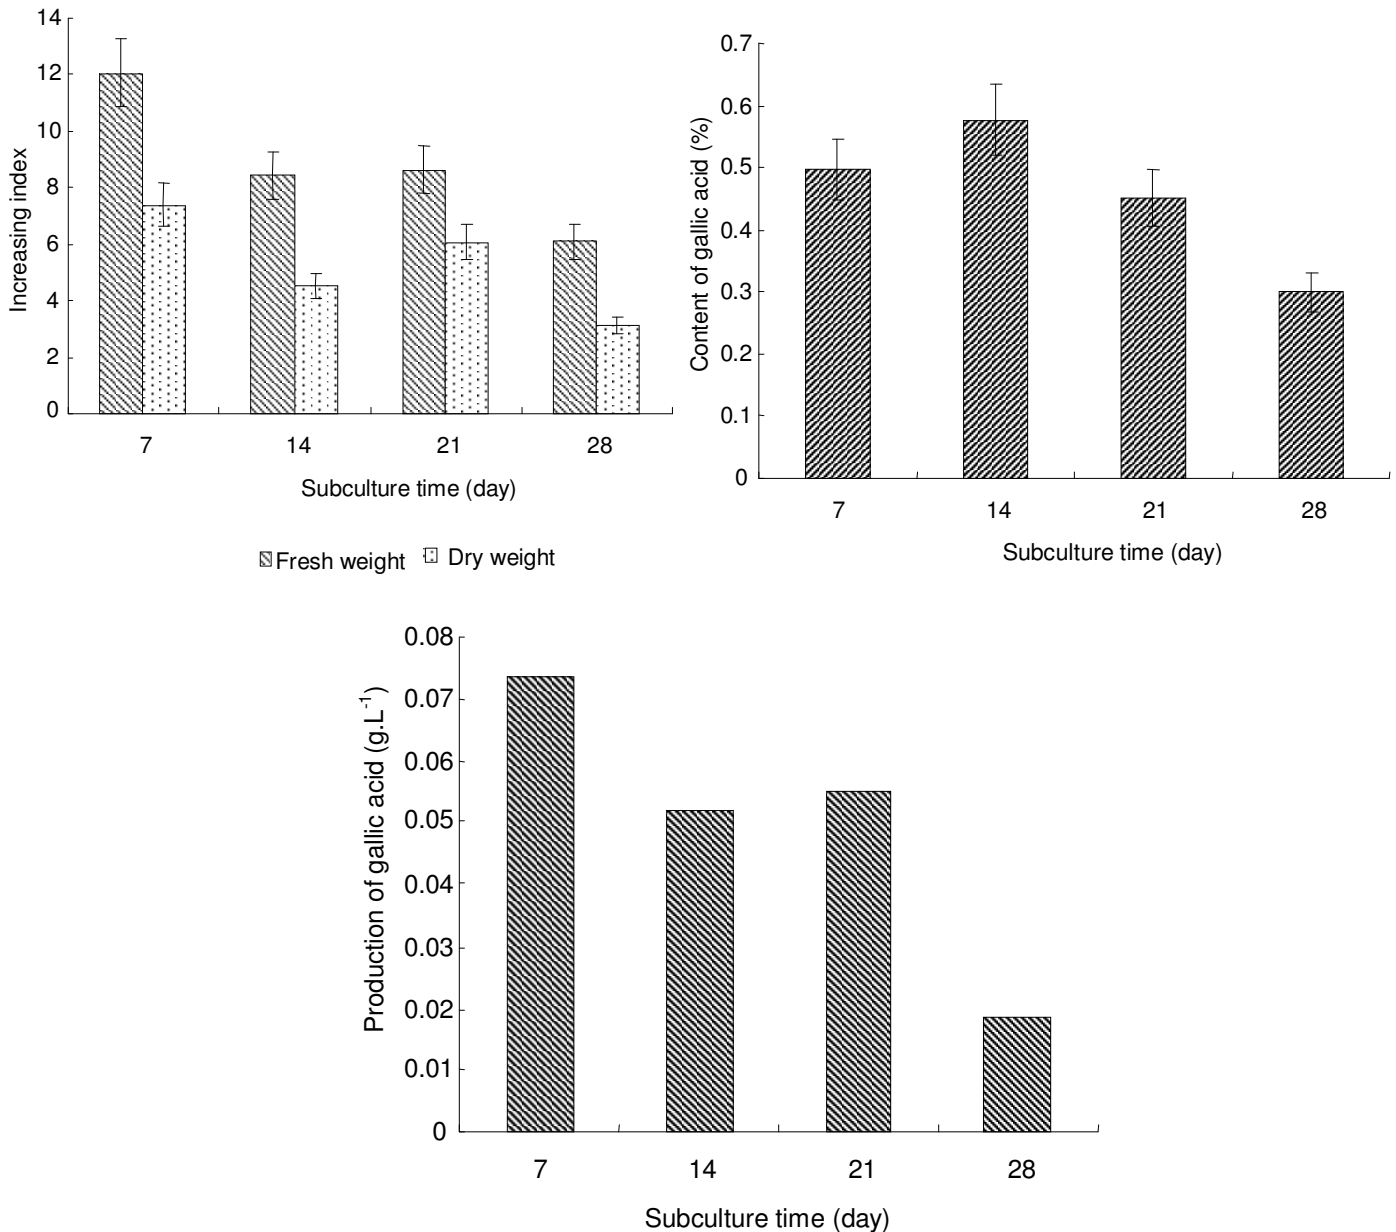 14
12
10
8
6
4
2
0
Increasing index
7 14 21 28
Subculture time (day)
Fresh weight Dry weight
0.7
0.6
0.5
0.4
0.3
0.2
0.1
0
Content of gallic acid (%)
7 14 21 28
Subculture time (day)
0.08
0.07
0.06
0.05
0.04
0.03
0.02
0.01
0
Production of gallic acid (g.L⁻¹)
7 14 21 28
Subculture time (day)